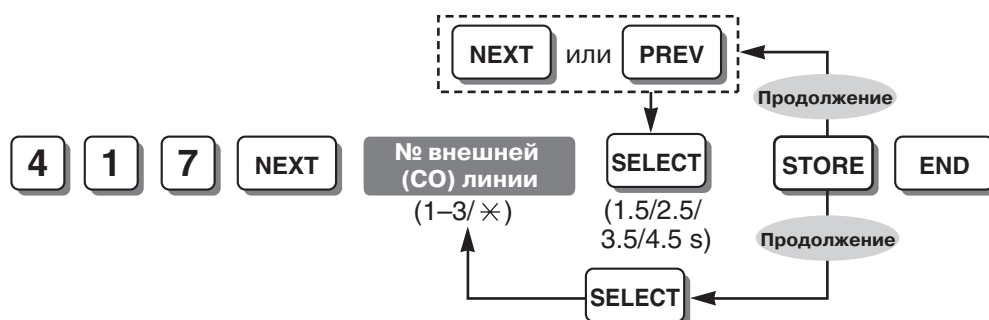 NEXT или PREV
Продолжение
4 1 7 NEXT № внешней (CO) линии SELECT STORE END
(1–3/✳)
(1.5/2.5/
3.5/4.5 s)
Продолжение
SELECT